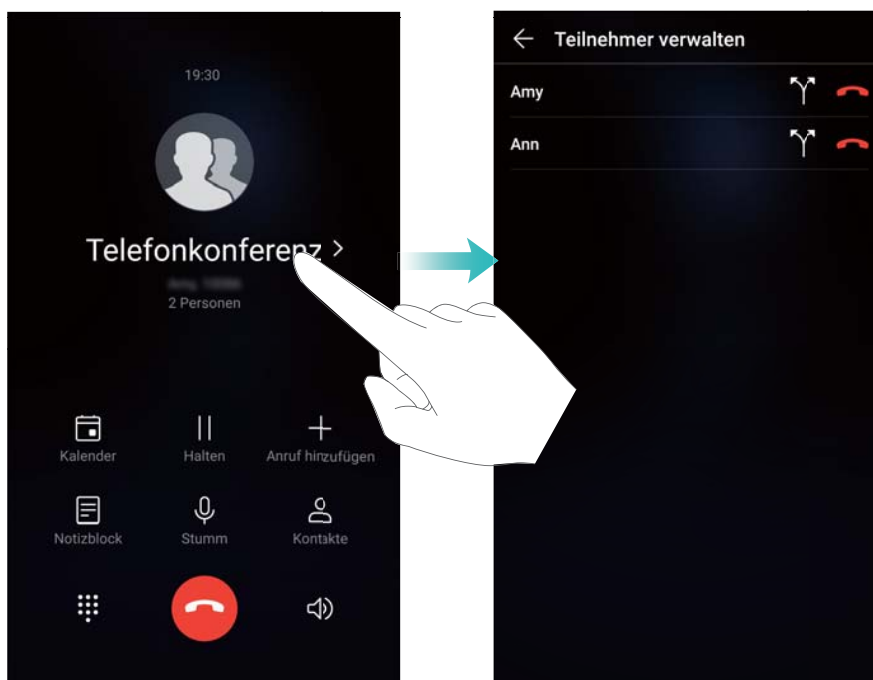 19:30
Telefonkonferenz
2 Personen
Kalender
Halten
Anruf hinzufügen
Notizblock
Stumm
Kontakte
Teilnehmer verwalten
Amy
Ann